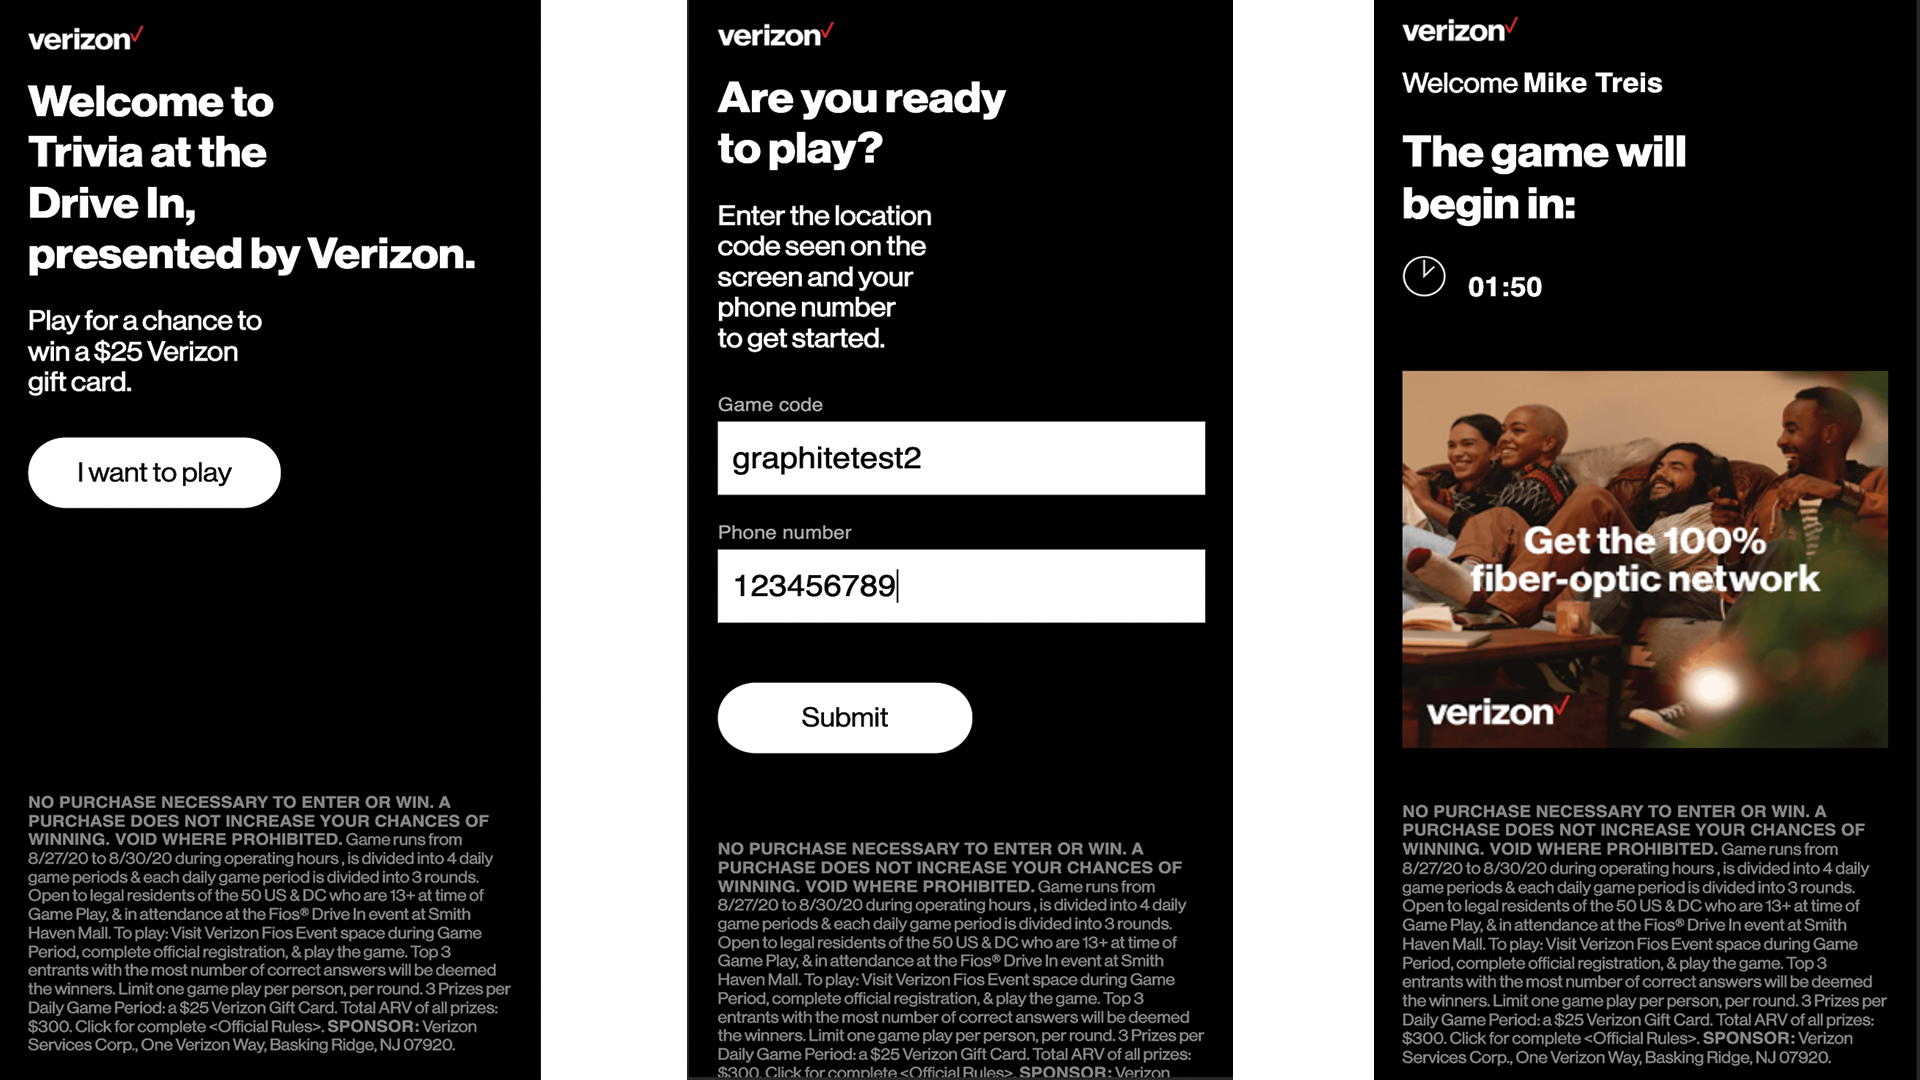 verizon
Welcome to
Trivia at the
Drive In,
presented by Verizon.
Play for a chance to
win a $25 Verizon
gift card.
I want to play
NO PURCHASE NECESSARY TO ENTER OR WIN. A
PURCHASE DOES NOT INCREASE YOUR CHANCES OF
WINNING. VOID WHERE PROHIBITED. Game runs from
8/27/20 to 8/30/20 during operating hours , is divided into 4 daily
game periods & each daily game period is divided into 3 rounds.
Open to legal residents of the 50 US & DC who are 13+ at time of
Game Play, & in attendance at the Fios® Drive In event at Smith
Haven Mall. To play: Visit Verizon Fios Event space during Game
Period, complete official registration, & play the game. Top 3
entrants with the most number of correct answers will be deemed
the winners. Limit one game play per person, per round. 3 Prizes per
Daily Game Period: a $25 Verizon Gift Card. Total ARV of all prizes:
$300. Click for complete <Official Rules>. SPONSOR: Verizon
Services Corp., One Verizon Way, Basking Ridge, NJ 07920.
verizon
Are you ready
to play?
Enter the location
code seen on the
screen and your
phone number
to get started.
Game code
graphitetest2
Phone number
123456789
Submit
NO PURCHASE NECESSARY TO ENTER OR WIN. A
PURCHASE DOES NOT INCREASE YOUR CHANCES OF
WINNING. VOID WHERE PROHIBITED. Game runs from
8/27/20 to 8/30/20 during operating hours , is divided into 4 daily
game periods & each daily game period is divided into 3 rounds.
Open to legal residents of the 50 US & DC who are 13+ at time of
Game Play, & in attendance at the Fios® Drive In event at Smith
Haven Mall. To play: Visit Verizon Fios Event space during Game
Period, complete official registration, & play the game. Top 3
entrants with the most number of correct answers will be deemed
the winners. Limit one game play per person, per round. 3 Prizes per
Daily Game Period: a $25 Verizon Gift Card. Total ARV of all prizes:
$300. Click for complete <Official Rules>. SPONSOR: Verizon
verizon
Welcome Mike Treis
The game will
begin in:
01:50
Get the 100%
fiber-optic network
verizon
NO PURCHASE NECESSARY TO ENTER OR WIN. A
PURCHASE DOES NOT INCREASE YOUR CHANCES OF
WINNING. VOID WHERE PROHIBITED. Game runs from
8/27/20 to 8/30/20 during operating hours , is divided into 4 daily
game periods & each daily game period is divided into 3 rounds.
Open to legal residents of the 50 US & DC who are 13+ at time of
Game Play, & in attendance at the Fios® Drive In event at Smith
Haven Mall. To play: Visit Verizon Fios Event space during Game
Period, complete official registration, & play the game. Top 3
entrants with the most number of correct answers will be deemed
the winners. Limit one game play per person, per round. 3 Prizes per
Daily Game Period: a $25 Verizon Gift Card. Total ARV of all prizes:
$300. Click for complete <Official Rules>. SPONSOR: Verizon
Services Corp., One Verizon Way, Basking Ridge, NJ 07920.